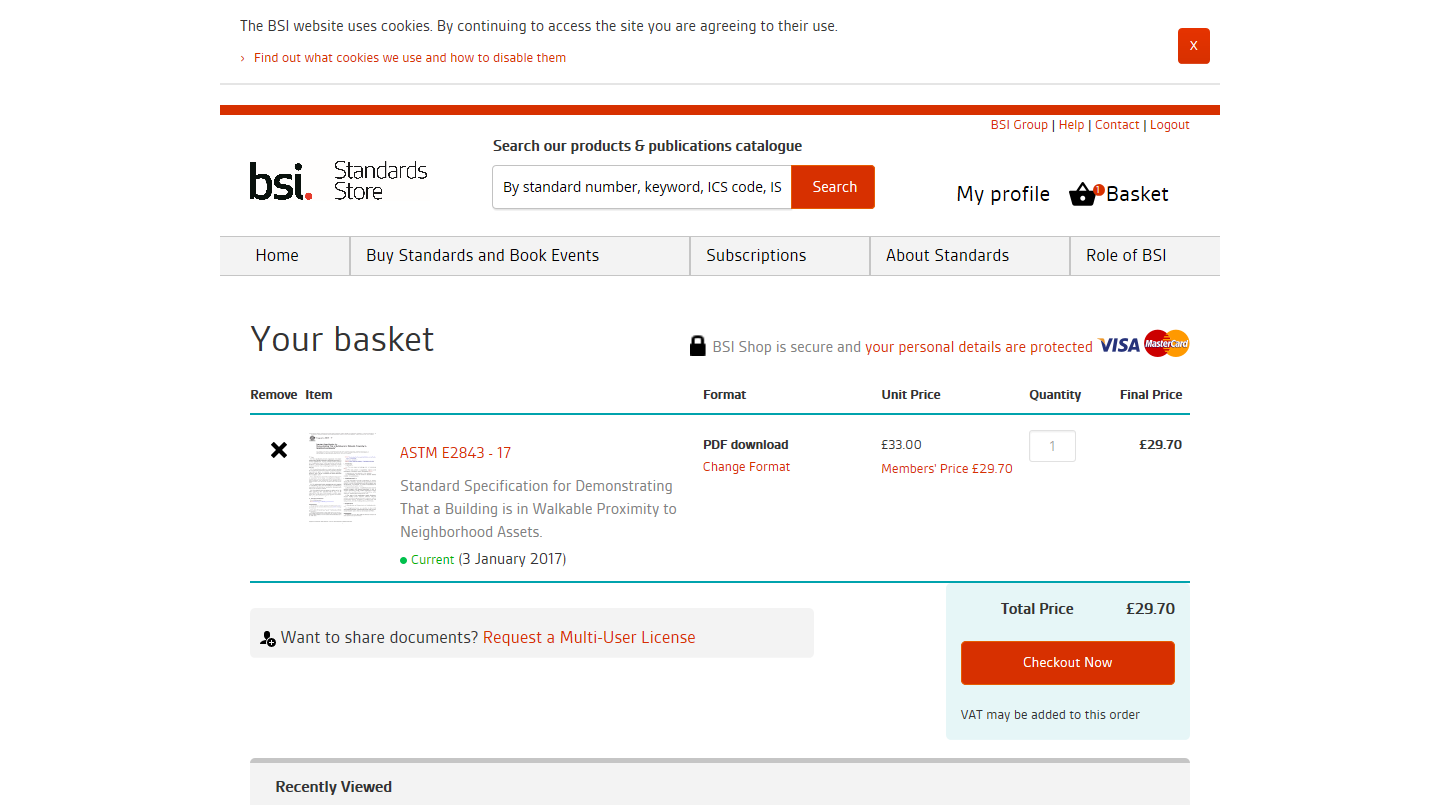 The BSI website uses cookies. By continuing to access the site you are agreeing to their use.
› Find out what cookies we use and how to disable them
X
BSI Group | Help | Contact | Logout
bsi. Standards Store
Search our products & publications catalogue
By standard number, keyword, ICS code, IS
Search
My profile
1
Basket
Home
Buy Standards and Book Events
Subscriptions
About Standards
Role of BSI
Your basket
BSI Shop is secure and your personal details are protected
VISA
MasterCard
Remove Item Format Unit Price Quantity Final Price
ASTM E2843 - 17
Standard Specification for Demonstrating
That a Building is in Walkable Proximity to
Neighborhood Assets.
Current (3 January 2017)
PDF download
Change Format
£33.00
Members' Price £29.70
1
£29.70
Want to share documents? Request a Multi-User License
Total Price £29.70
Checkout Now
VAT may be added to this order
Recently Viewed